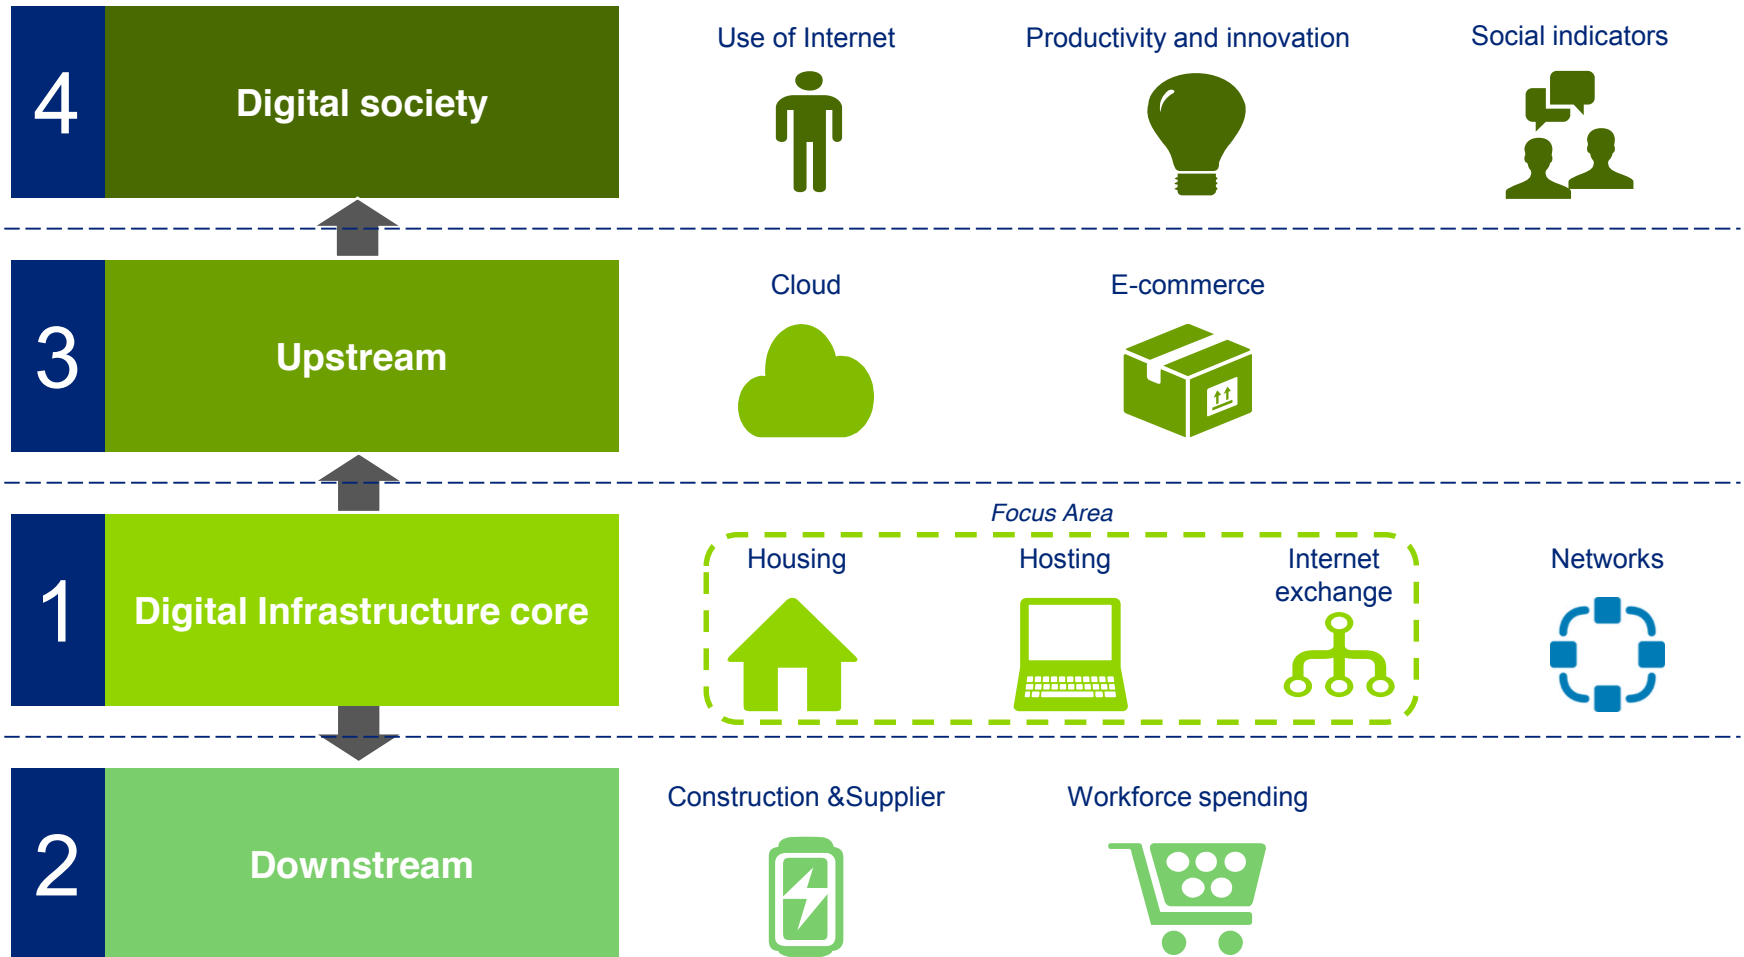 4
Digital society
Use of Internet
Productivity and innovation
Social indicators
3
Upstream
Cloud
E-commerce
1
Digital Infrastructure core
Focus Area
Housing
Hosting
Internet
exchange
Networks
2
Downstream
Construction &Supplier
Workforce spending